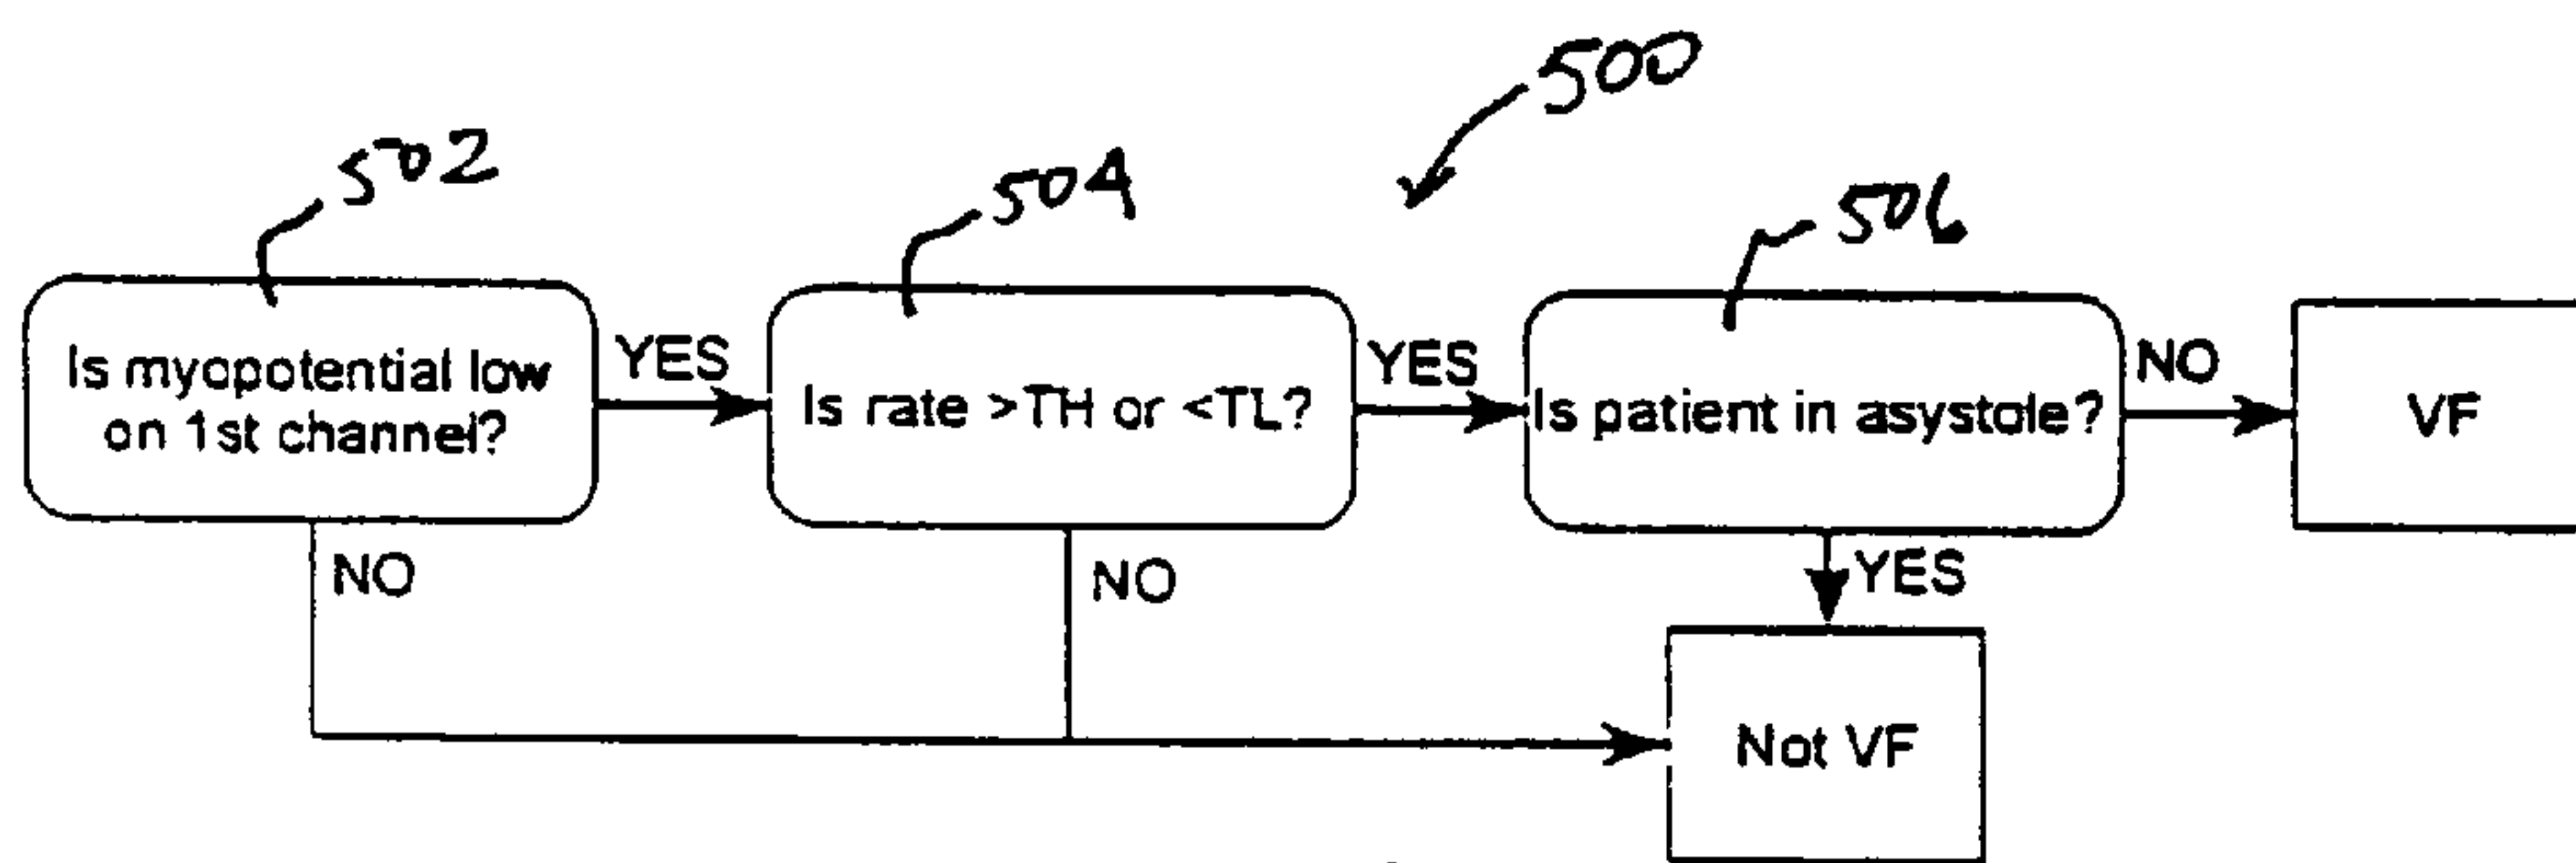 500
502
504
506
Is myopotential low
on 1st channel?
YES
Is rate >TH or <TL?
YES
Is patient in asystole?
NO
VF
NO
NO
YES
Not VF